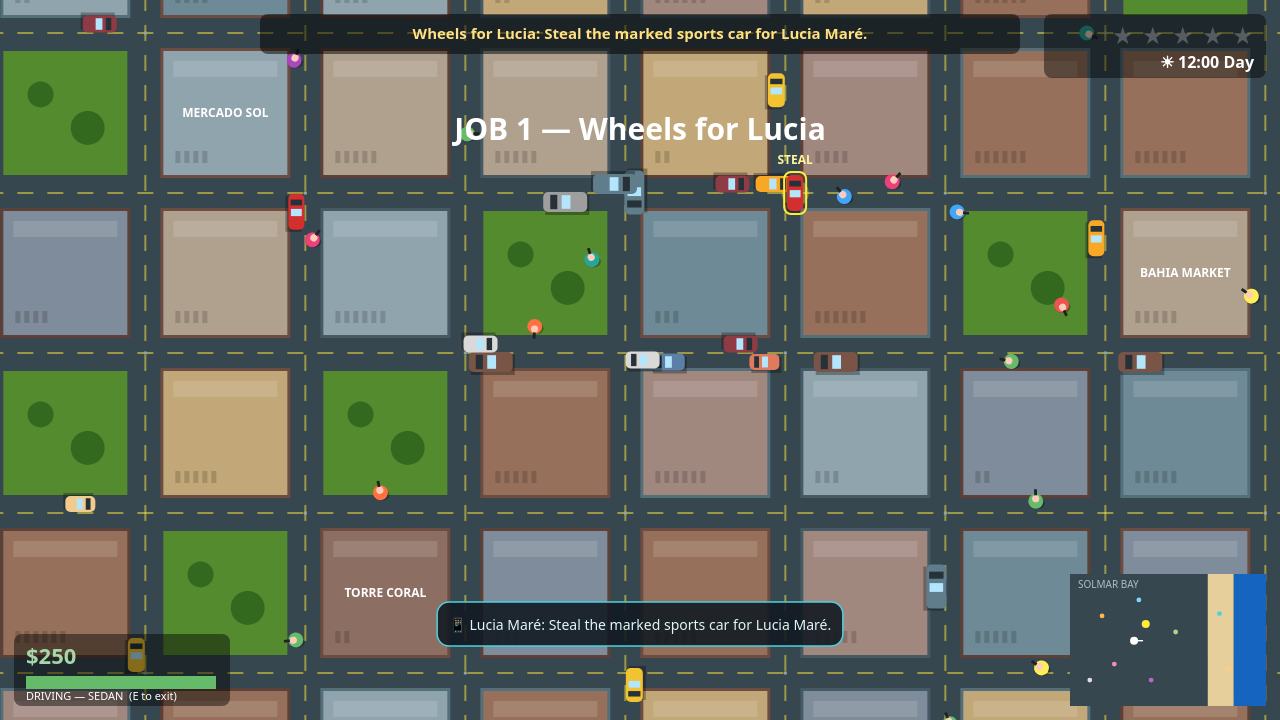 Wheels for Lucia: Steal the marked sports car for Lucia Maré.
★ ★ ★ ★ ★
☀ 12:00 Day
MERCADO SOL
JOB 1 — Wheels for Lucia
STEAL
BAHIA MARKET
TORRE CORAL
SOLMAR BAY
📱 Lucia Maré: Steal the marked sports car for Lucia Maré.
$250
DRIVING — SEDAN (E to exit)